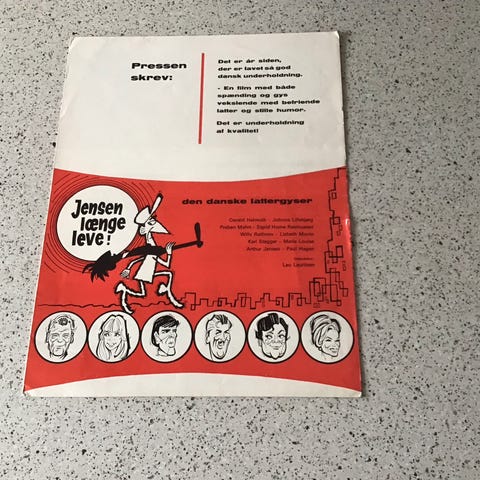 Pressen
skrev:
Det er år siden,
der er lavet så god
dansk underholdning.
- En film med både
spænding og gys
vekslende med befriende
latter og stille humor.
Det er underholdning
af kvalitet!
Jensen
længe
leve!
den danske lattergyser
Gerald Helmuth - Johnna Lillebjerg
Preben Mahrt - Sigrid Horne Rasmussen
Willy Rathnov - Lisbeth Movin
Karl Stegger - Marie Louise
Arthur Jensen - Poul Hagen
Leo Lauritsen